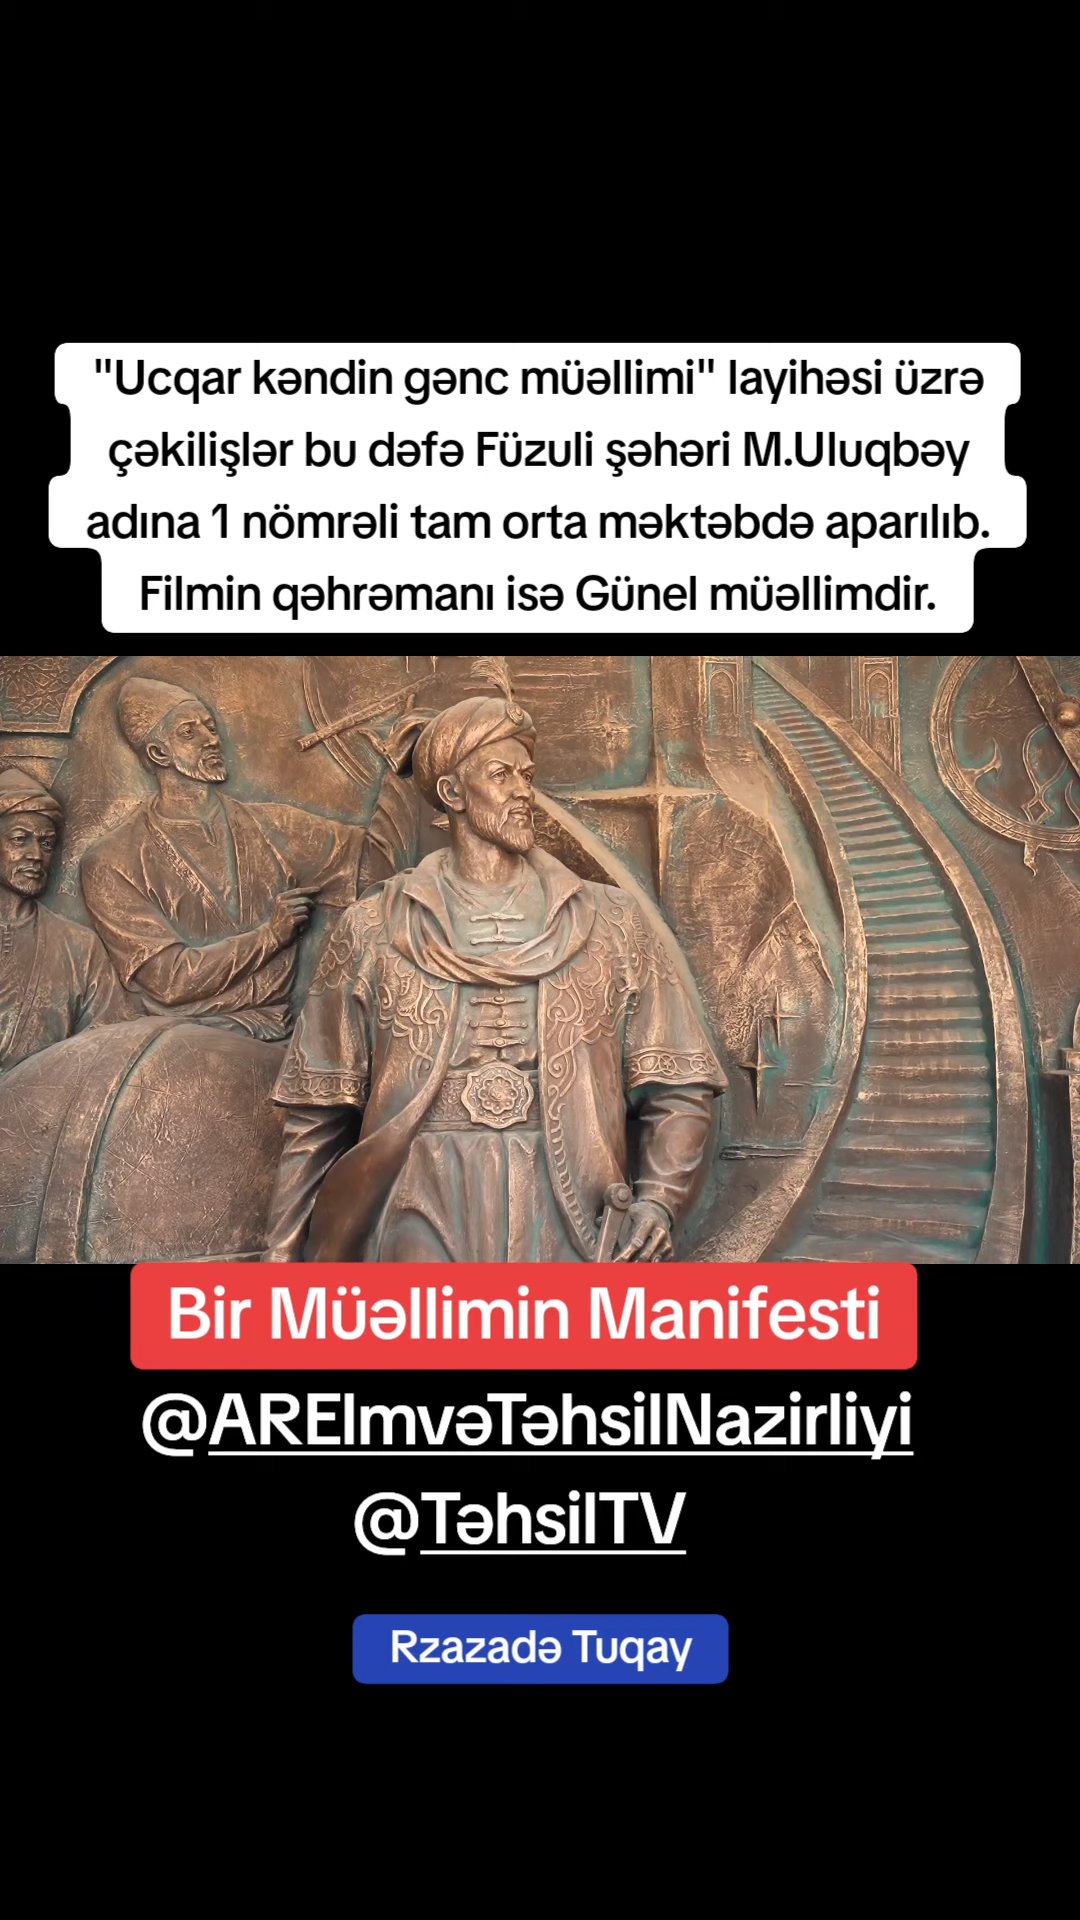 "Ucqar kəndin gənc müəllimi" layihəsi üzrə
çəkilişlər bu dəfə Füzuli şəhəri M.Uluqbəy
adına 1 nömrəli tam orta məktəbdə aparılıb.
Filmin qəhrəmanı isə Günel müəllimdir.
Bir Müəllimin Manifesti
@ARElmvəTəhsilNazirliyi
@TəhsilTV
Rzazadə Tuqay